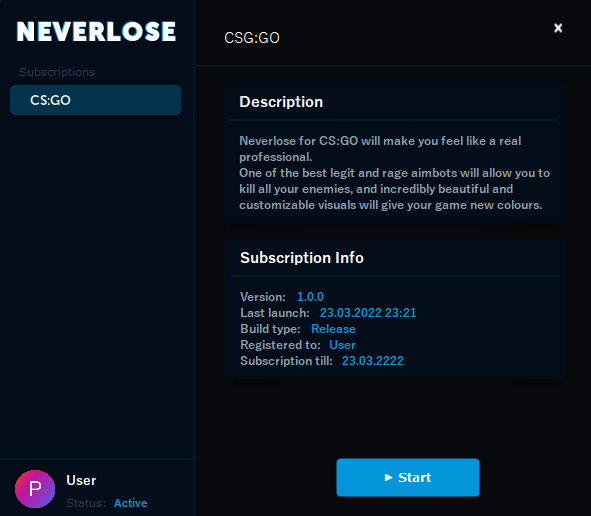 NEVERLOSE
Subscriptions
CS:GO
P
User
Status: Active
CSG:GO
x
Description
Neverlose for CS:GO will make you feel like a real
professional.
One of the best legit and rage aimbots will allow you to
kill all your enemies, and incredibly beautiful and
customizable visuals will give your game new colours.
Subscription Info
Version: 1.0.0
Last launch: 23.03.2022 23:21
Build type: Release
Registered to: User
Subscription till: 23.03.2222
Start